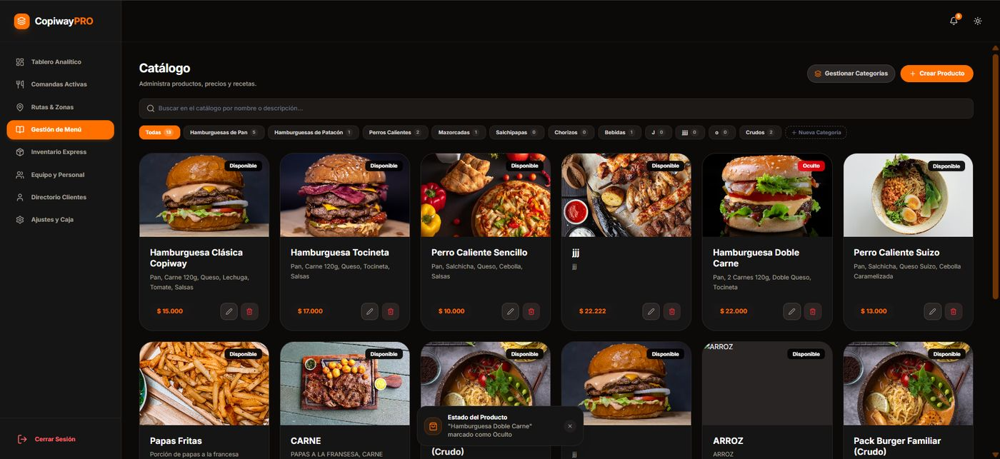 CopiwayPRO
3
Tablero Analítico
Comandas Activas
Rutas & Zonas
Gestión de Menú
Inventario Express
Equipo y Personal
Directorio Clientes
Ajustes y Caja
Cerrar Sesión
Catálogo
Administra productos, precios y recetas.
Gestionar Categorías
+ Crear Producto
Buscar en el catálogo por nombre o descripción...
Todas 13
Hamburguesas de Pan 5
Hamburguesas de Patacón 1
Perros Calientes 2
Mazorcadas 1
Salchipapas 0
Chorizos 0
Bebidas 1
J 0
jjjjj 0
o 0
Crudos 2
+ Nueva Categoría
Disponible
Hamburguesa Clásica
Copiway
Pan, Carne 120g, Queso, Lechuga,
Tomate, Salsas
$ 15.000
Disponible
Hamburguesa Tocineta
Pan, Carne 120g, Queso, Tocineta,
Salsas
$ 17.000
Disponible
Perro Caliente Sencillo
Pan, Salchicha, Queso, Cebolla,
Salsas
$ 10.000
Disponible
jjj
jjj
$ 22.222
Oculto
Hamburguesa Doble
Carne
Pan, 2 Carnes 120g, Doble Queso,
Tocineta
$ 22.000
Disponible
Perro Caliente Suizo
Pan, Salchicha, Queso Suizo, Cebolla
Caramelizada
$ 13.000
Disponible
Papas Fritas
Porción de papas a la francesa
Disponible
CARNE
PAPAS A LA FRANSESA, CARNE
Disponible
(Crudo)
Disponible
jjj
ARROZ
Disponible
ARROZ
ARROZ
Disponible
Pack Burger Familiar
(Crudo)
Estado del Producto
"Hamburguesa Doble Carne"
marcado como Oculto